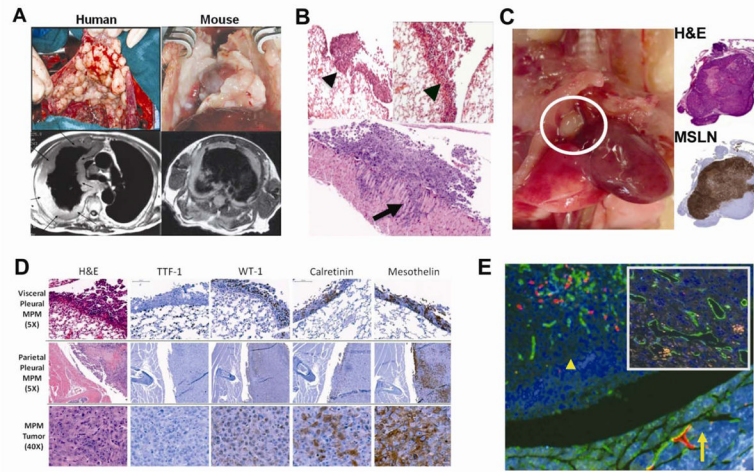 A
Human
Mouse
B
C
H&E
MSLN
D
H&E
TTF-1
WT-1
Calretinin
Mesothelin
Visceral
Pleural
MPM
(5X)
Parietal
Pleural
MPM
(5X)
MPM
Tumor
(40X)
E